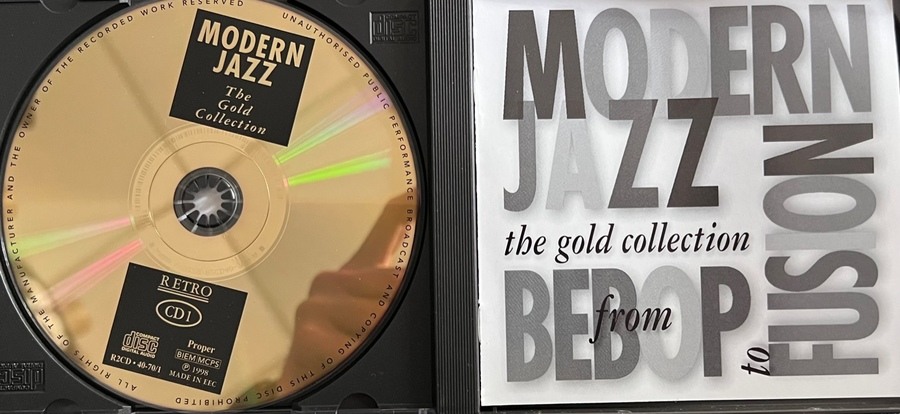 MODERN
JAZZ
The
Gold
Collection
RETRO
CD1
COMPACT
disc
DIGITAL AUDIO
R2CD • 40-70/1
Proper
BIEM MCPS
Ⓟ 1998
MADE IN EEC
ALL RIGHTS OF THE MANUFACTURER AND THE OWNER OF THE RECORDED WORK RESERVED
UNAUTHORISED PUBLIC PERFORMANCE BROADCAST AND COPYING OF THIS DISC PROHIBITED
MODERN
JAZZ
the gold collection
from
BEBOP
to
FUSION